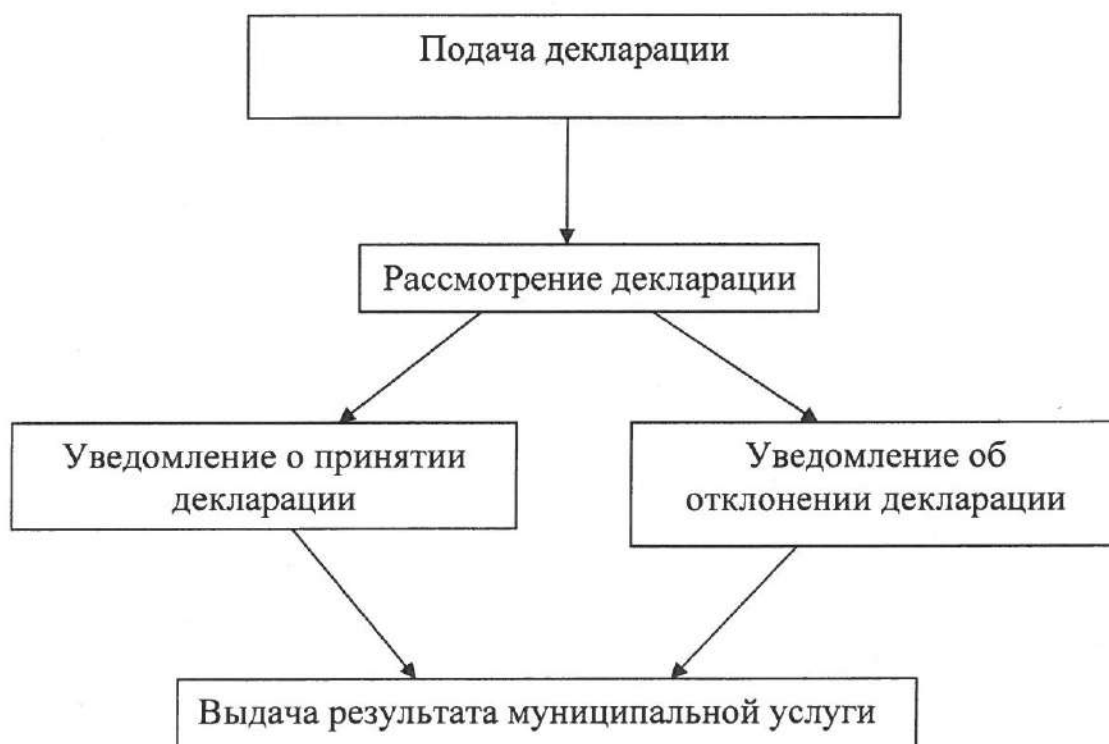 Подача декларации
Рассмотрение декларации
Уведомление о принятии
декларации
Уведомление об
отклонении декларации
Выдача результата муниципальной услуги